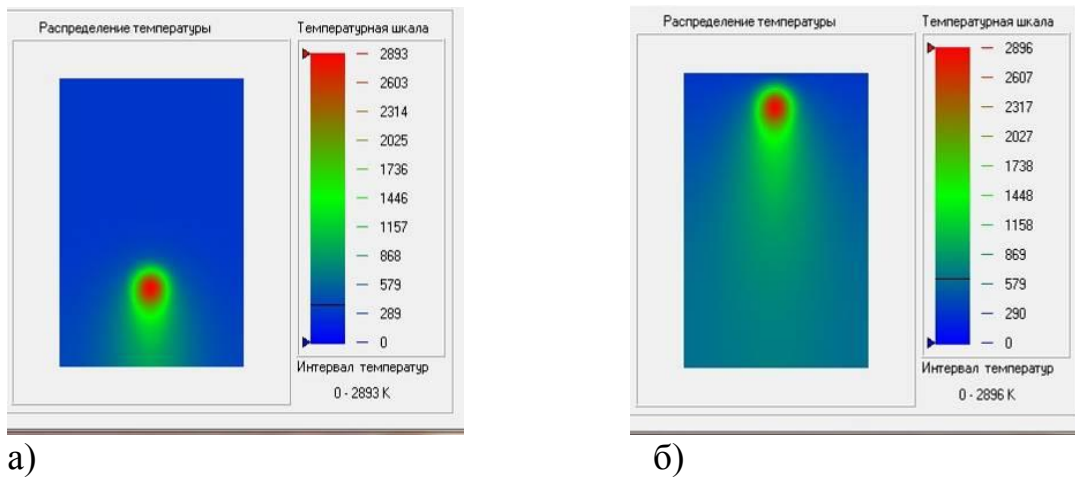 Распределение температуры
Температурная шкала
2893
2603
2314
2025
1736
1446
1157
868
579
289
0
Интервал температур
0 - 2893 K
а)
Распределение температуры
Температурная шкала
2896
2607
2317
2027
1738
1448
1158
869
579
290
0
Интервал температур
0 - 2896 K
б)